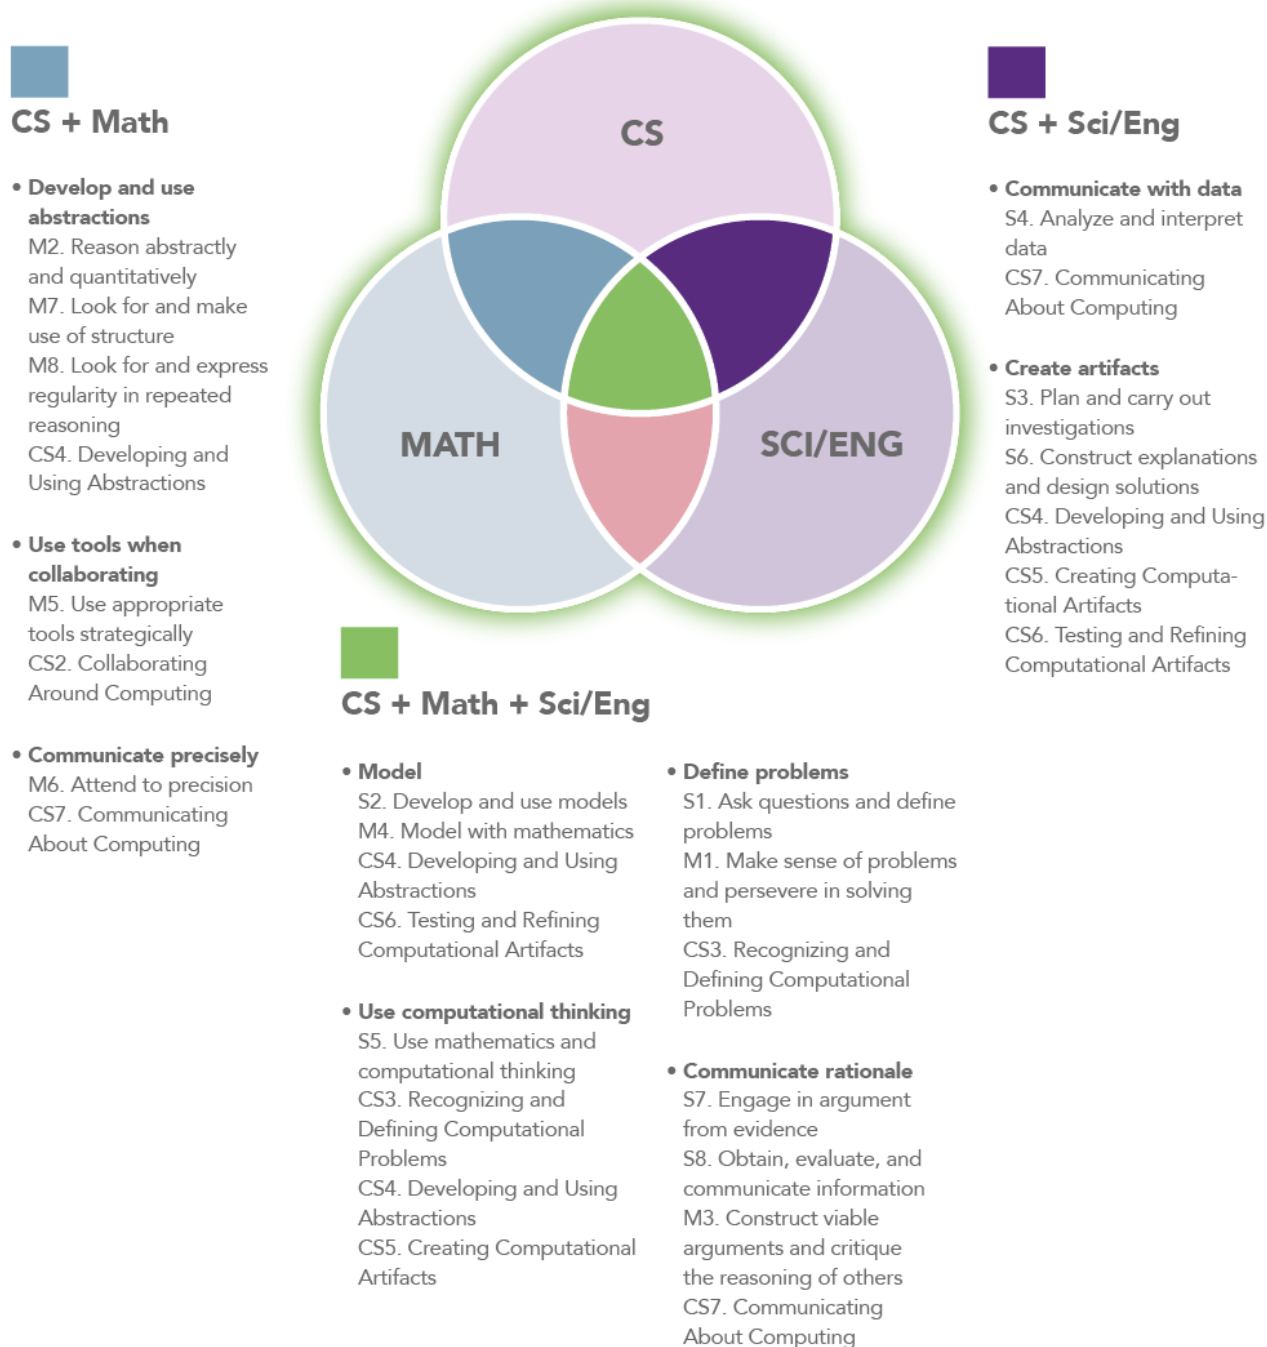 CS
MATH
SCI/ENG
CS + Math
• Develop and use
abstractions
M2. Reason abstractly
and quantitatively
M7. Look for and make
use of structure
M8. Look for and express
regularity in repeated
reasoning
CS4. Developing and
Using Abstractions
• Use tools when
collaborating
M5. Use appropriate
tools strategically
CS2. Collaborating
Around Computing
• Communicate precisely
M6. Attend to precision
CS7. Communicating
About Computing
CS + Sci/Eng
• Communicate with data
S4. Analyze and interpret
data
CS7. Communicating
About Computing
• Create artifacts
S3. Plan and carry out
investigations
S6. Construct explanations
and design solutions
CS4. Developing and Using
Abstractions
CS5. Creating Computa-
tional Artifacts
CS6. Testing and Refining
Computational Artifacts
CS + Math + Sci/Eng
• Model
S2. Develop and use models
M4. Model with mathematics
CS4. Developing and Using
Abstractions
CS6. Testing and Refining
Computational Artifacts
• Use computational thinking
S5. Use mathematics and
computational thinking
CS3. Recognizing and
Defining Computational
Problems
CS4. Developing and Using
Abstractions
CS5. Creating Computational
Artifacts
• Define problems
S1. Ask questions and define
problems
M1. Make sense of problems
and persevere in solving
them
CS3. Recognizing and
Defining Computational
Problems
• Communicate rationale
S7. Engage in argument
from evidence
S8. Obtain, evaluate, and
communicate information
M3. Construct viable
arguments and critique
the reasoning of others
CS7. Communicating
About Computing